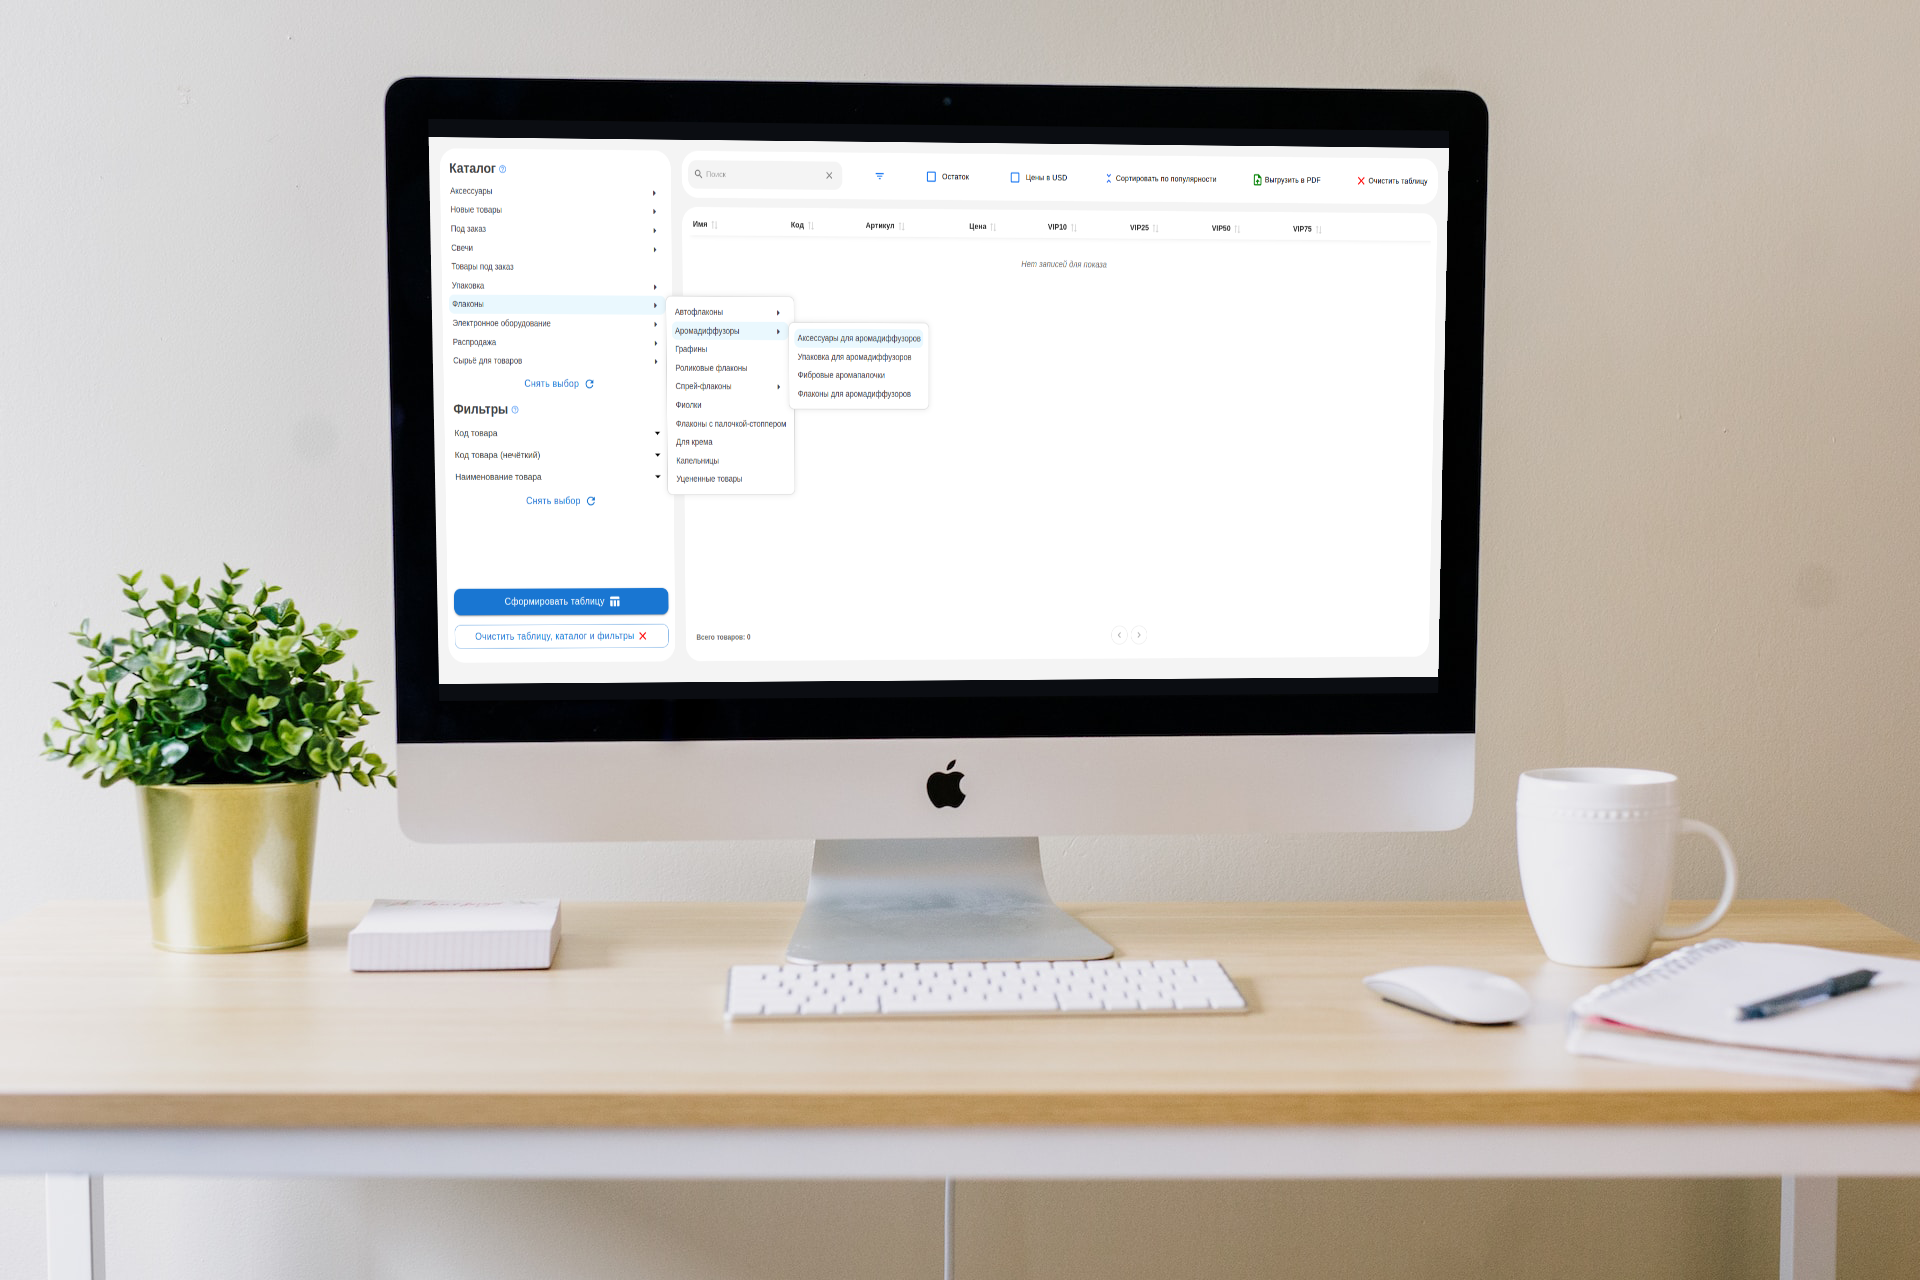 Каталог
Аксессуары
Новые товары
Под заказ
Свечи
Товары под заказ
Упаковка
Флаконы
Электронное оборудование
Распродажа
Сырьё для товаров
Снять выбор
Фильтры
Код товара
Код товара (нечёткий)
Наименование товара
Снять выбор
Сформировать таблицу
Очистить таблицу, каталог и фильтры
Автофлаконы
Аромадиффузоры
Графины
Роликовые флаконы
Спрей-флаконы
Фиолки
Флаконы с палочкой-стоппером
Для крема
Капельницы
Уцененные товары
Аксессуары для аромадиффузоров
Упаковка для аромадиффузоров
Фибровые аромапалочки
Флаконы для аромадиффузоров
Поиск
Остаток
Цены в USD
Сортировать по популярности
Выгрузить в PDF
Очистить таблицу
Имя Код Артикул Цена VIP10 VIP25 VIP50 VIP75
Нет записей для показа
Всего товаров: 0